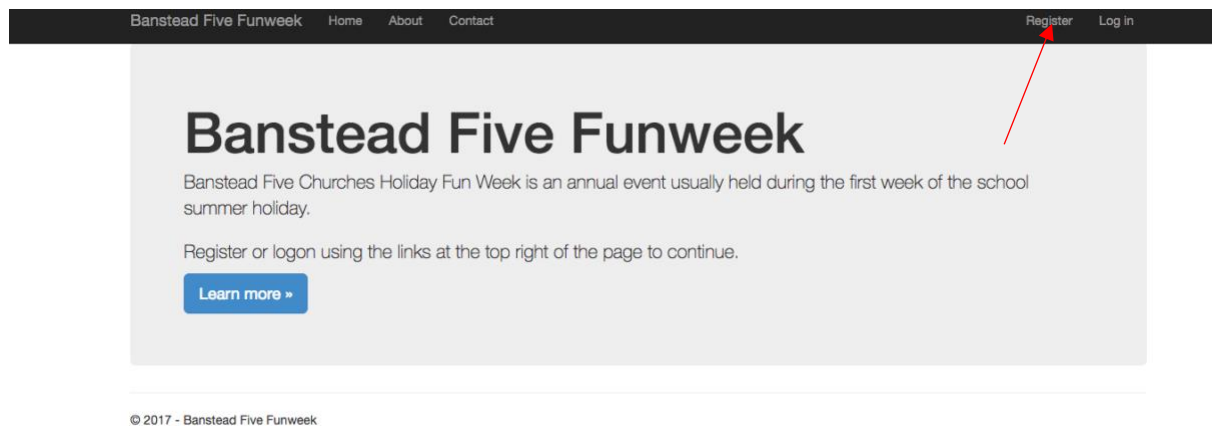 Banstead Five Funweek Home About Contact Register Log in
Banstead Five Funweek
Banstead Five Churches Holiday Fun Week is an annual event usually held during the first week of the school
summer holiday.
Register or logon using the links at the top right of the page to continue.
Learn more »
© 2017 - Banstead Five Funweek